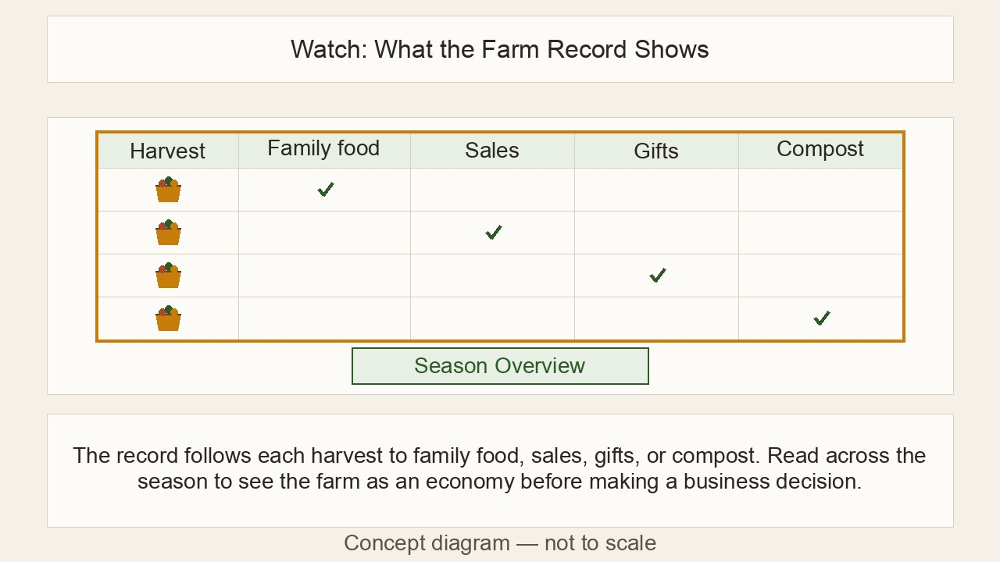 Watch: What the Farm Record Shows
Harvest Family food Sales Gifts Compost
Season Overview
The record follows each harvest to family food, sales, gifts, or compost. Read across the
season to see the farm as an economy before making a business decision.
Concept diagram — not to scale